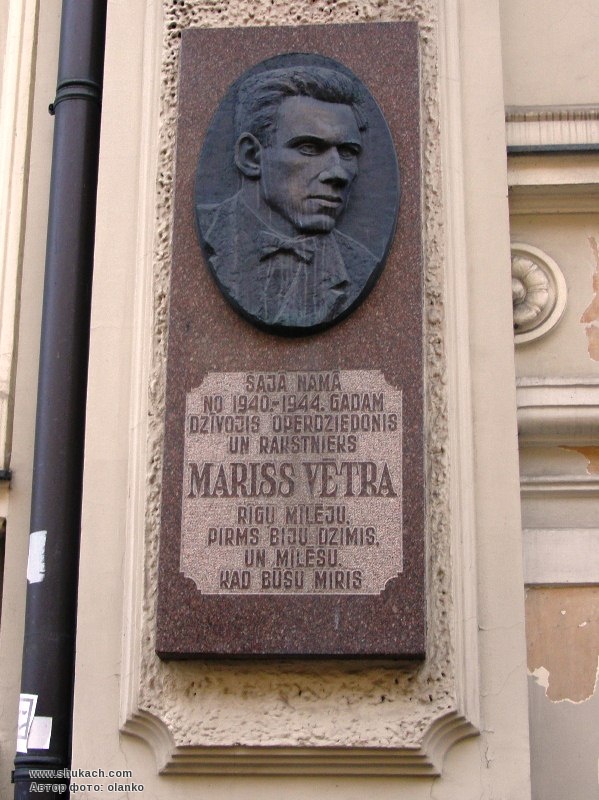 ŠAJĀ NAMĀ
NO 1940.-1944. GADAM
DZĪVOJIS OPERDZIEDONIS
UN RAKSTNIEKS
MARISS VĒTRA
RĪGU MĪLĒJU,
PIRMS BIJU DZIMIS,
UN MĪLĒŠU,
KAD BŪŠU MIRIS
www.shukach.com
Автор фото: olanko